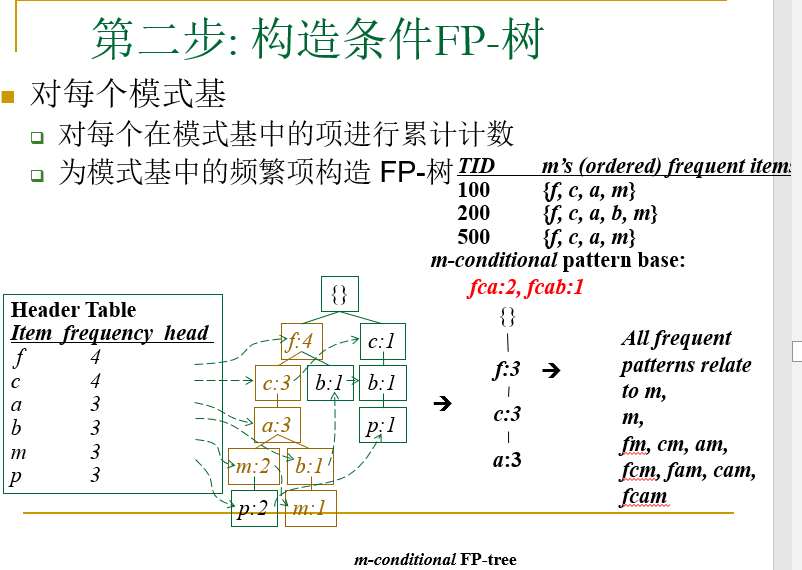 第二步: 构造条件FP-树
对每个模式基
对每个在模式基中的项进行累计计数
为模式基中的频繁项构造 FP-树
TID m's (ordered) frequent items
100 {f, c, a, m}
200 {f, c, a, b, m}
500 {f, c, a, m}
m-conditional pattern base:
fca:2, fcab:1
Header Table
Item frequency head
f 4
c 4
a 3
b 3
m 3
p 3
{}
f:4 c:1
c:3 b:1 b:1
a:3 p:1
m:2 b:1
p:2 m:1
{}
f:3
c:3
a:3
All frequent
patterns relate
to m,
m,
fm, cm, am,
fcm, fam, cam,
fcam
m-conditional FP-tree